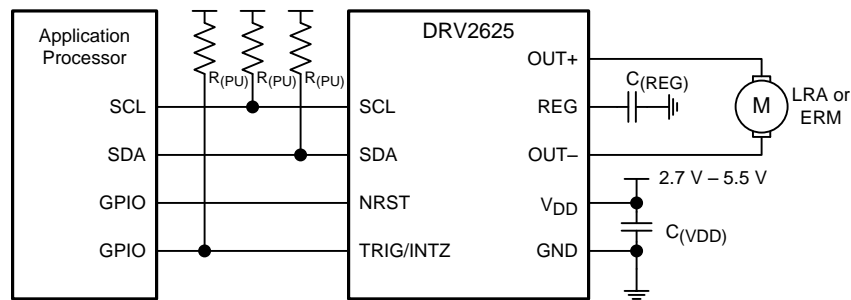 Application
Processor
SCL
SDA
GPIO
GPIO
R(PU)
R(PU)
R(PU)
DRV2625
SCL
SDA
NRST
TRIG/INTZ
OUT+
REG
OUT–
VDD
GND
C(REG)
M
LRA or
ERM
2.7 V – 5.5 V
C(VDD)